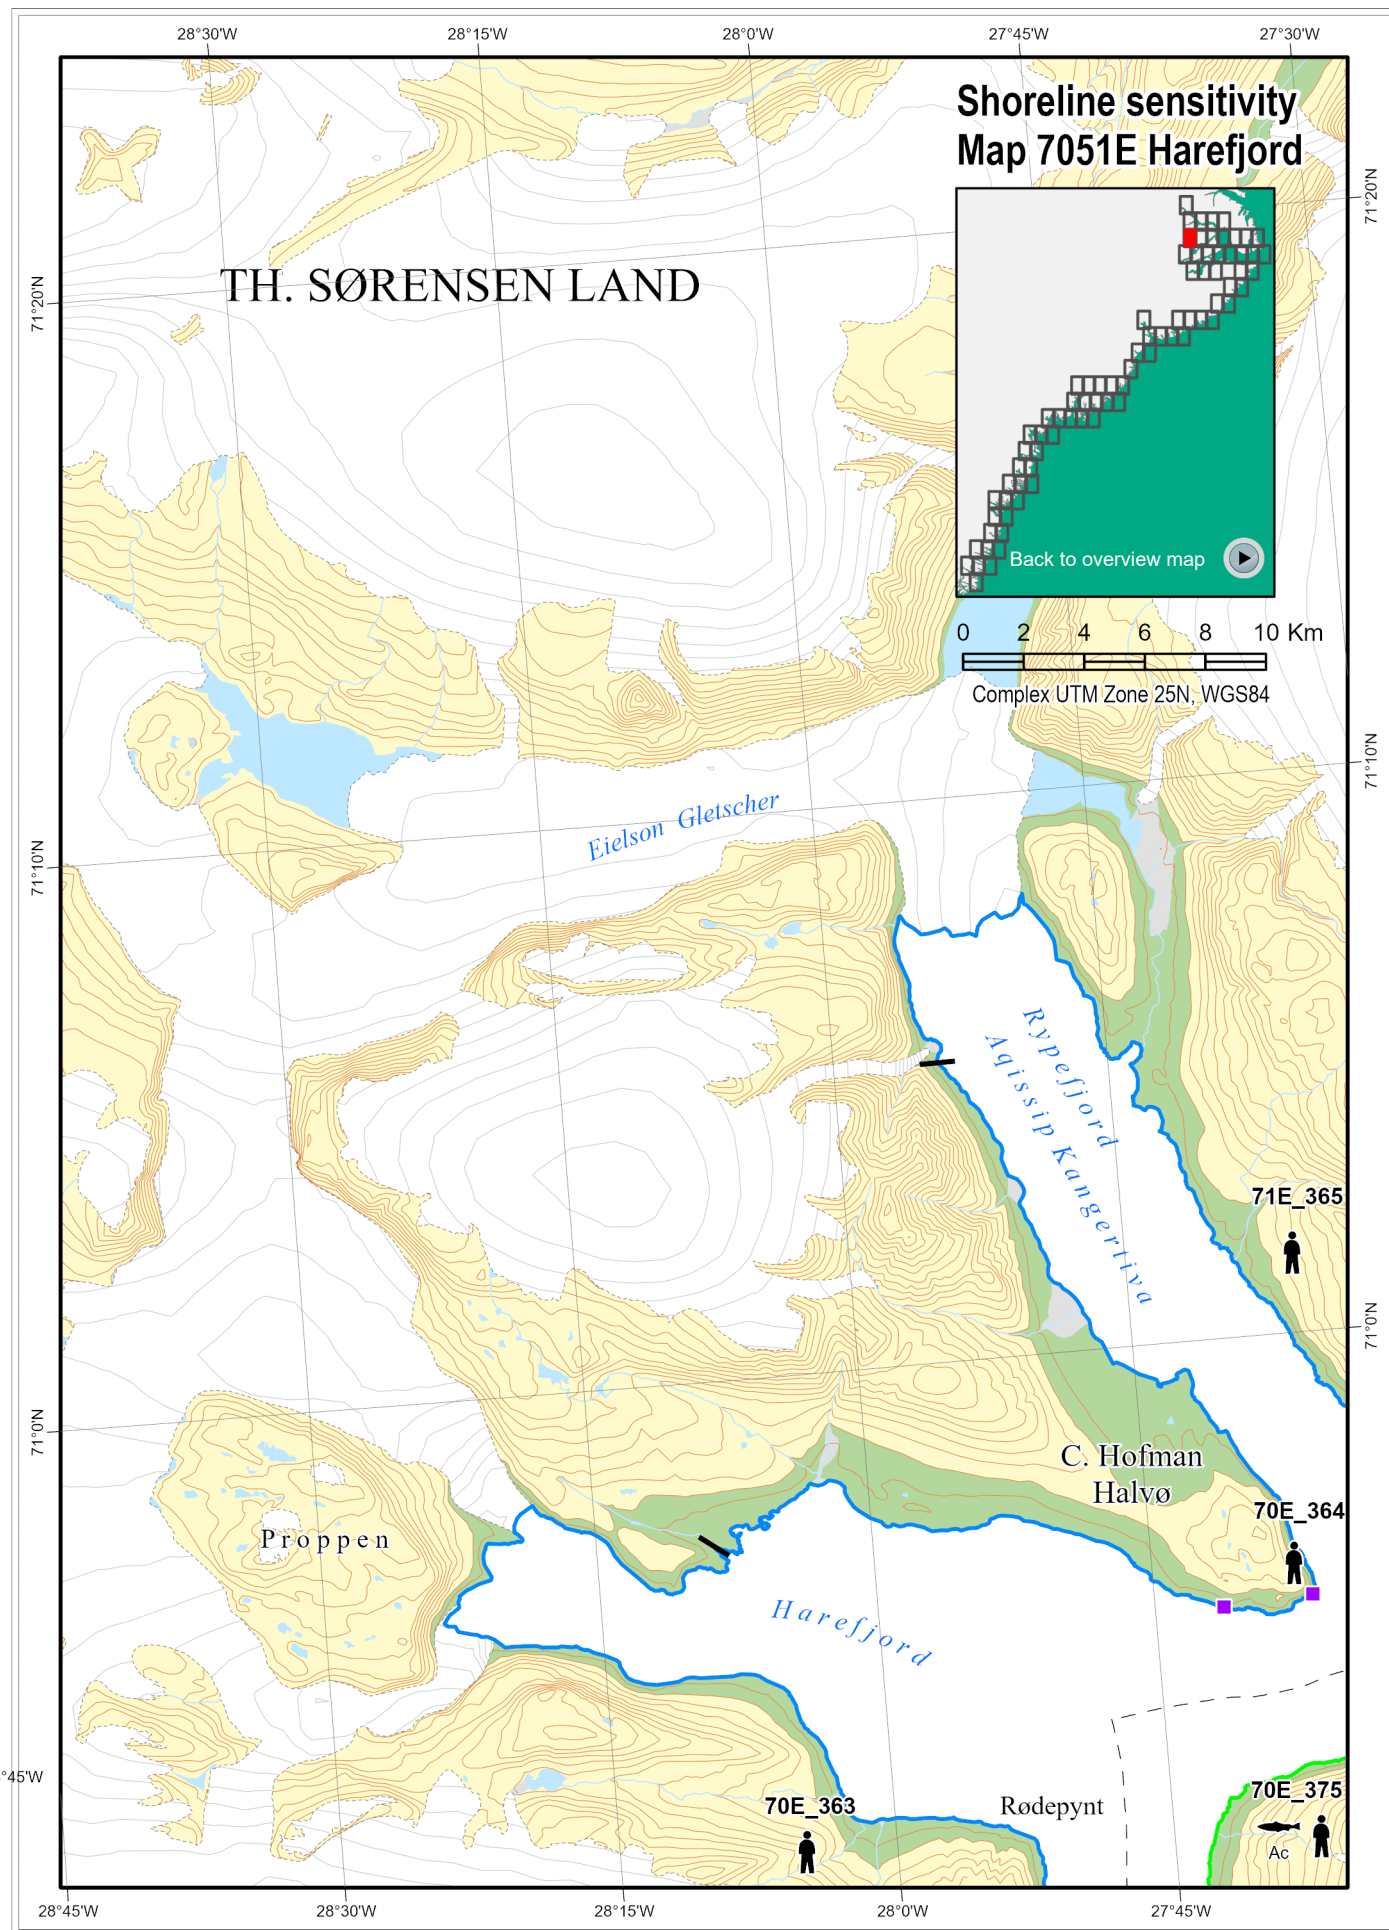 28°30'W 28°15'W 28°0'W 27°45'W 27°30'W
Shoreline sensitivity
Map 7051E Harefjord
71°20'N
71°20'N
TH. SØRENSEN LAND
Back to overview map
0 2 4 6 8 10 Km
Complex UTM Zone 25N, WGS84
71°10'N
71°10'N
Eielson Gletscher
Rypefjord
Aqissip Kangertiva
71E_365
71°0'N
71°0'N
C. Hofman
Halvø
70E_364
Proppen
Harefjord
°45'W
70E_363
Rødepynt
70E_375
Ac
28°45'W 28°30'W 28°15'W 28°0'W 27°45'W